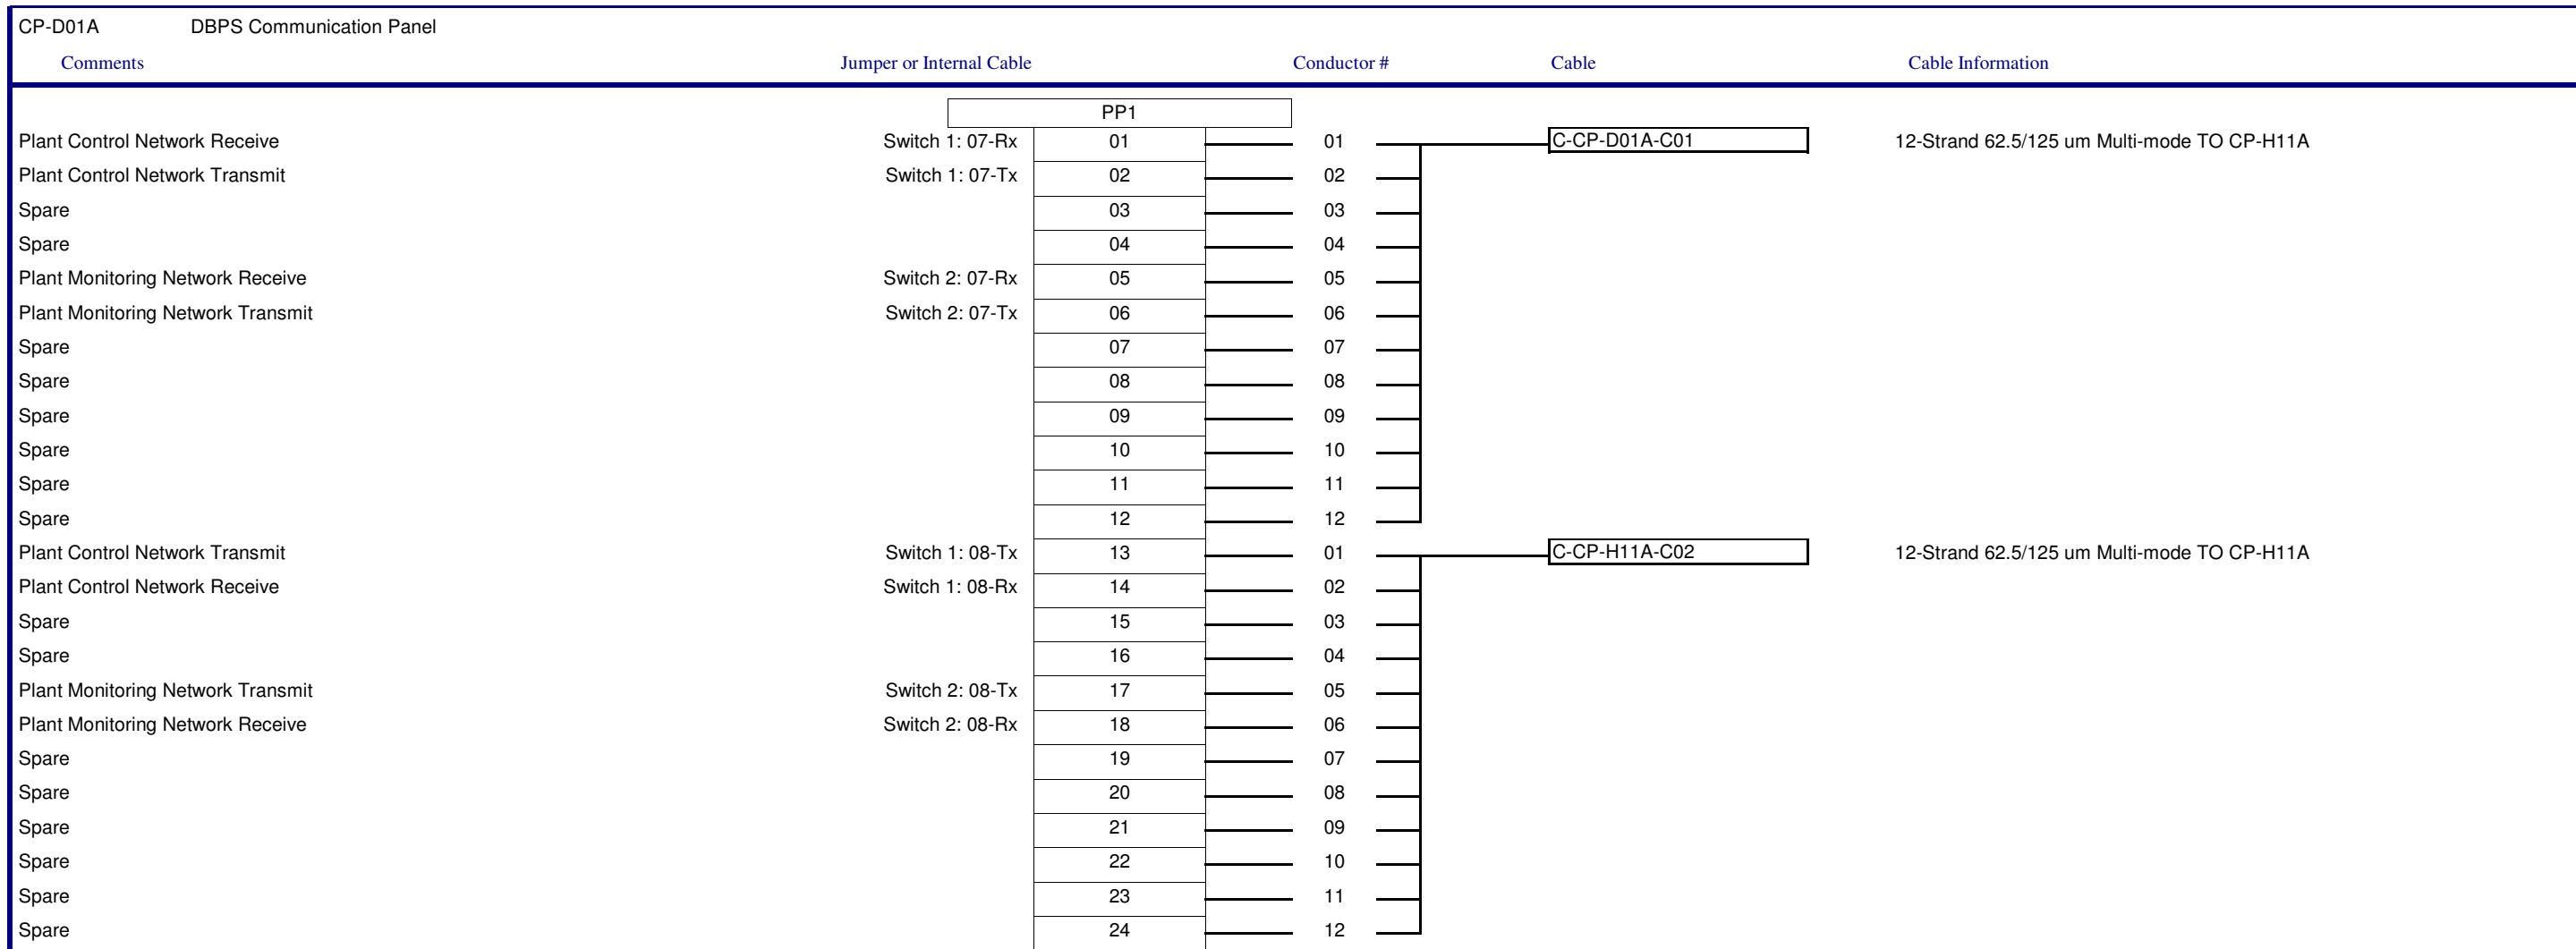 CP-D01A DBPS Communication Panel
Comments Jumper or Internal Cable Conductor # Cable Cable Information
PP1
Plant Control Network Receive Switch 1: 07-Rx 01 01 C-CP-D01A-C01 12-Strand 62.5/125 um Multi-mode TO CP-H11A
Plant Control Network Transmit Switch 1: 07-Tx 02 02
Spare 03 03
Spare 04 04
Plant Monitoring Network Receive Switch 2: 07-Rx 05 05
Plant Monitoring Network Transmit Switch 2: 07-Tx 06 06
Spare 07 07
Spare 08 08
Spare 09 09
Spare 10 10
Spare 11 11
Spare 12 12
Plant Control Network Transmit Switch 1: 08-Tx 13 01 C-CP-H11A-C02 12-Strand 62.5/125 um Multi-mode TO CP-H11A
Plant Control Network Receive Switch 1: 08-Rx 14 02
Spare 15 03
Spare 16 04
Plant Monitoring Network Transmit Switch 2: 08-Tx 17 05
Plant Monitoring Network Receive Switch 2: 08-Rx 18 06
Spare 19 07
Spare 20 08
Spare 21 09
Spare 22 10
Spare 23 11
Spare 24 12